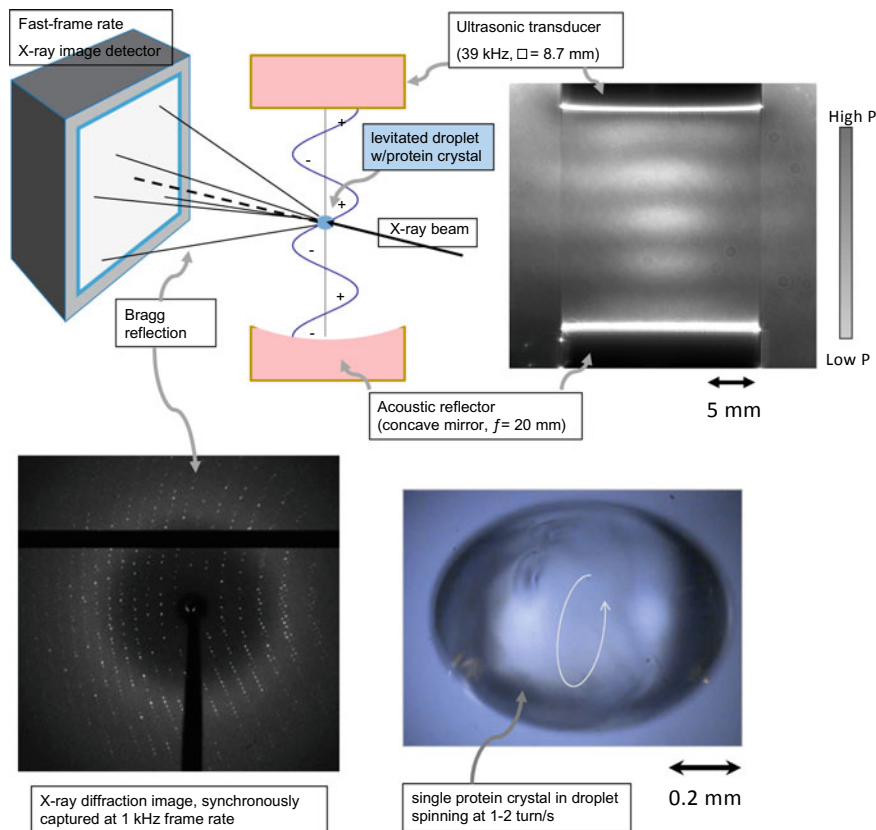 Fast-frame rate
X-ray image detector
Ultrasonic transducer
(39 kHz, □ = 8.7 mm)
levitated droplet
w/protein crystal
X-ray beam
+
-
+
-
+
-
Bragg
reflection
Acoustic reflector
(concave mirror, ƒ= 20 mm)
High P
Low P
5 mm
X-ray diffraction image, synchronously
captured at 1 kHz frame rate
single protein crystal in droplet
spinning at 1-2 turn/s
0.2 mm